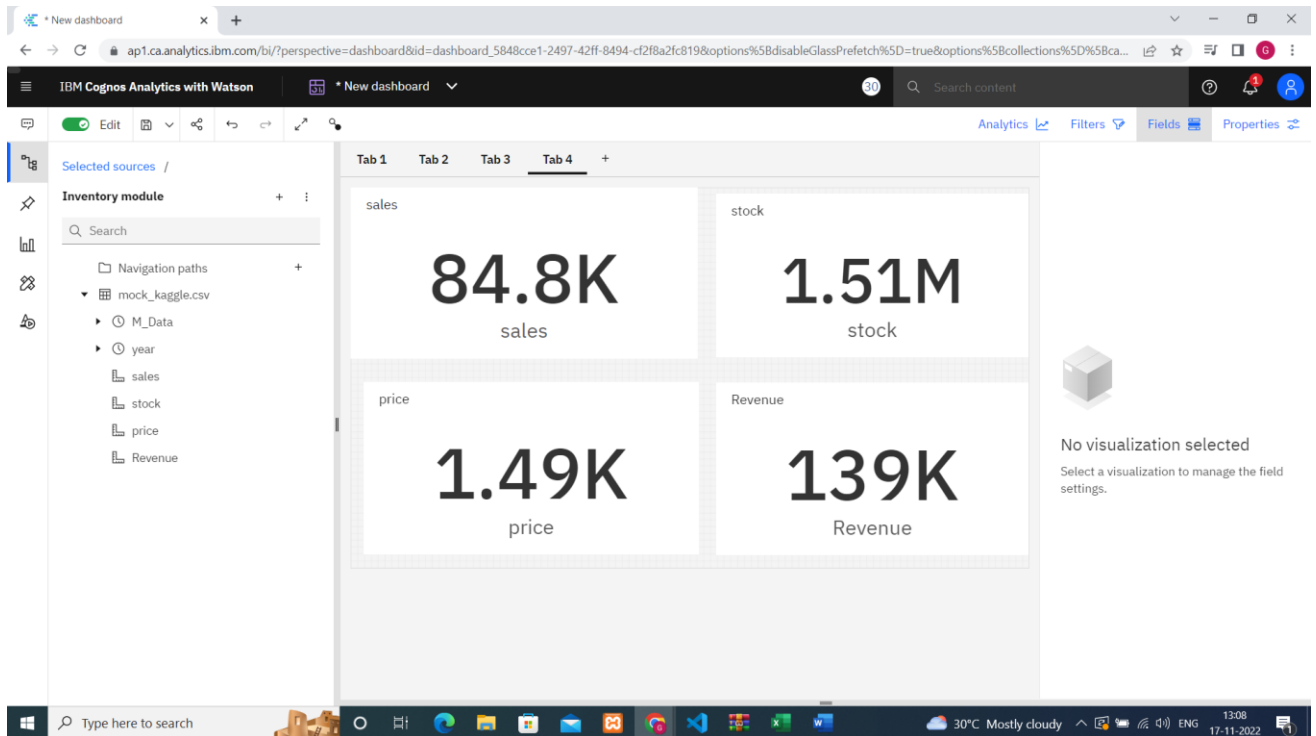 * New dashboard
ap1.ca.analytics.ibm.com/bi/?perspective=dashboard&id=dashboard_5848cce1-2497-42ff-8494-cf2f8a2fc819&options%5BdisableGlassPrefetch%5D=true&options%5Bcollections%5D%5Bca...
G
IBM Cognos Analytics with Watson
* New dashboard
30
Search content
1
Edit
Analytics
Filters
Fields
Properties
Selected sources /
Tab 1 Tab 2 Tab 3 Tab 4 +
Inventory module
Search
Navigation paths
mock_kaggle.csv
M_Data
year
sales
stock
price
Revenue
sales
84.8K
sales
stock
1.51M
stock
price
1.49K
price
Revenue
139K
Revenue
No visualization selected
Select a visualization to manage the field
settings.
Type here to search
30°C Mostly cloudy
ENG
13:08
17-11-2022
1